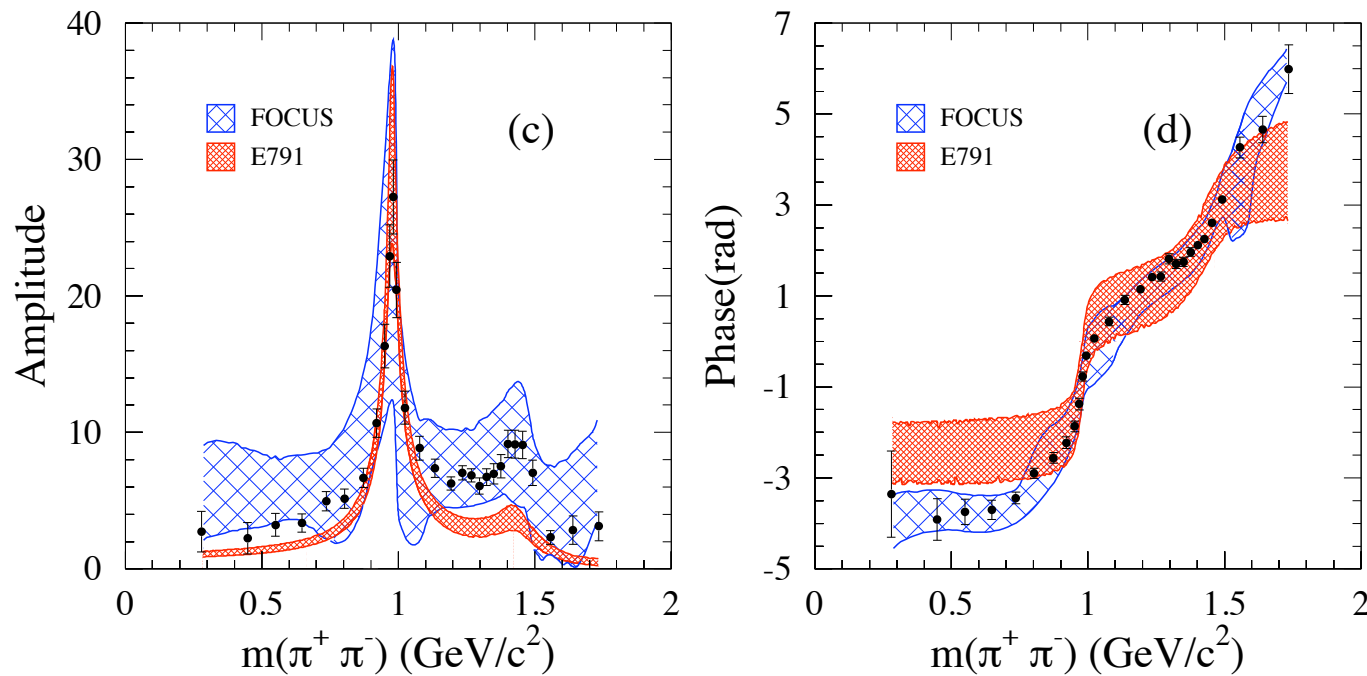 40
30
20
10
0
0
0.5
1
1.5
2
Amplitude
m(π⁺ π⁻) (GeV/c²)
FOCUS
E791
(c)
7
5
3
1
-1
-3
-5
0
0.5
1
1.5
2
Phase(rad)
m(π⁺ π⁻) (GeV/c²)
FOCUS
E791
(d)